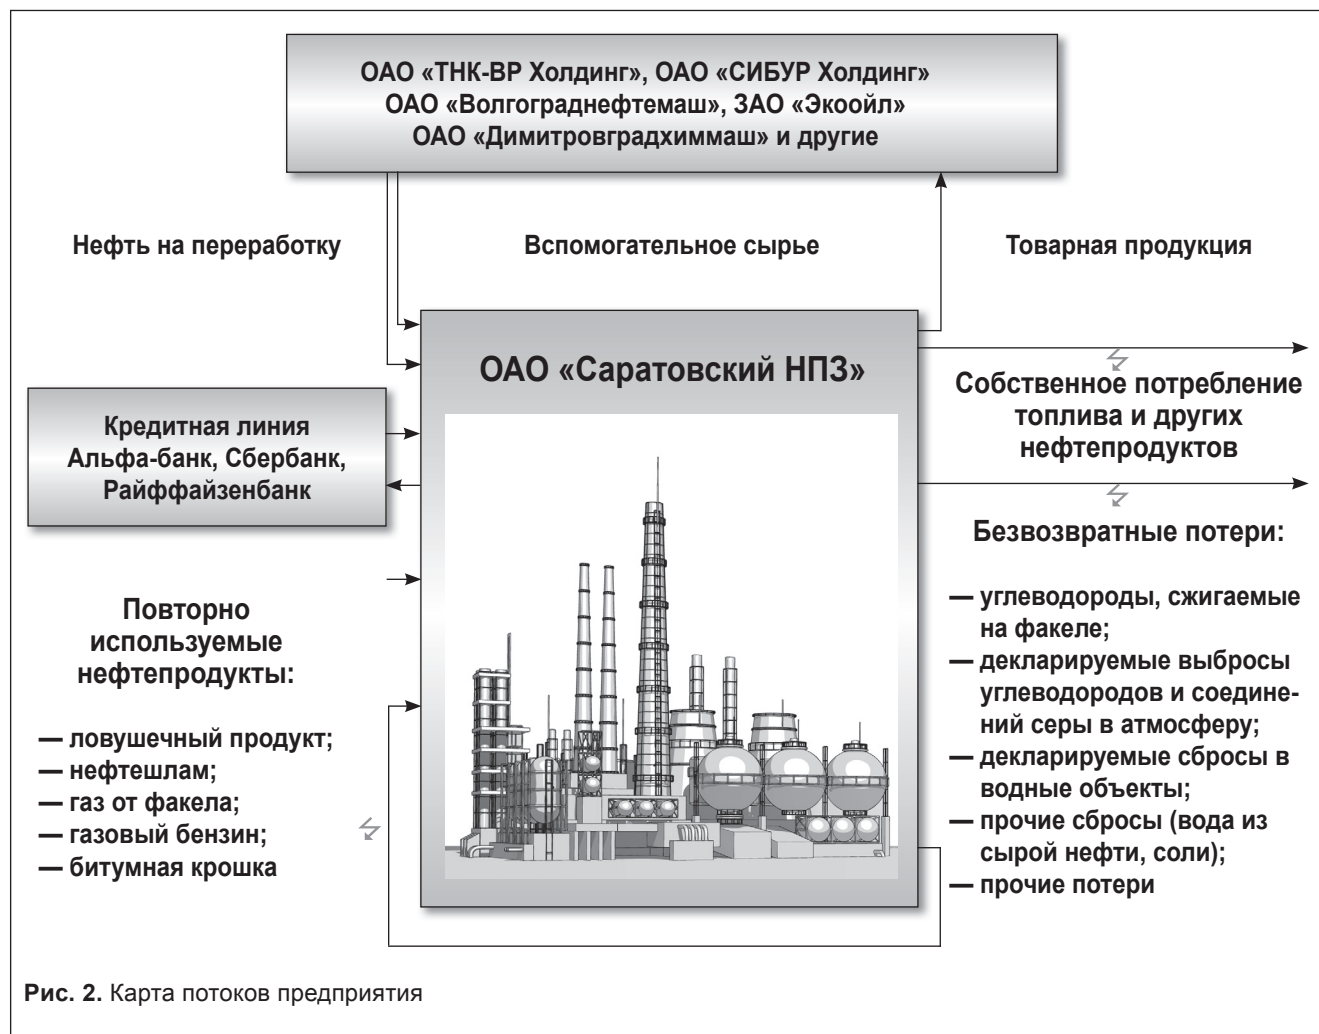 ОАО «ТНК-ВР Холдинг», ОАО «СИБУР Холдинг»
ОАО «Волгограднефтемаш», ЗАО «Экоойл»
ОАО «Димитровградхиммаш» и другие
Нефть на переработку
Вспомогательное сырье
Товарная продукция
ОАО «Саратовский НПЗ»
Кредитная линия
Альфа-банк, Сбербанк,
Райффайзенбанк
Собственное потребление
топлива и других
нефтепродуктов
Повторно
используемые
нефтепродукты:
— ловушечный продукт;
— нефтешлам;
— газ от факела;
— газовый бензин;
— битумная крошка
Безвозвратные потери:
— углеводороды, сжигаемые
на факеле;
— декларируемые выбросы
углеводородов и соедине-
ний серы в атмосферу;
— декларируемые сбросы в
водные объекты;
— прочие сбросы (вода из
сырой нефти, соли);
— прочие потери
Рис. 2. Карта потоков предприятия